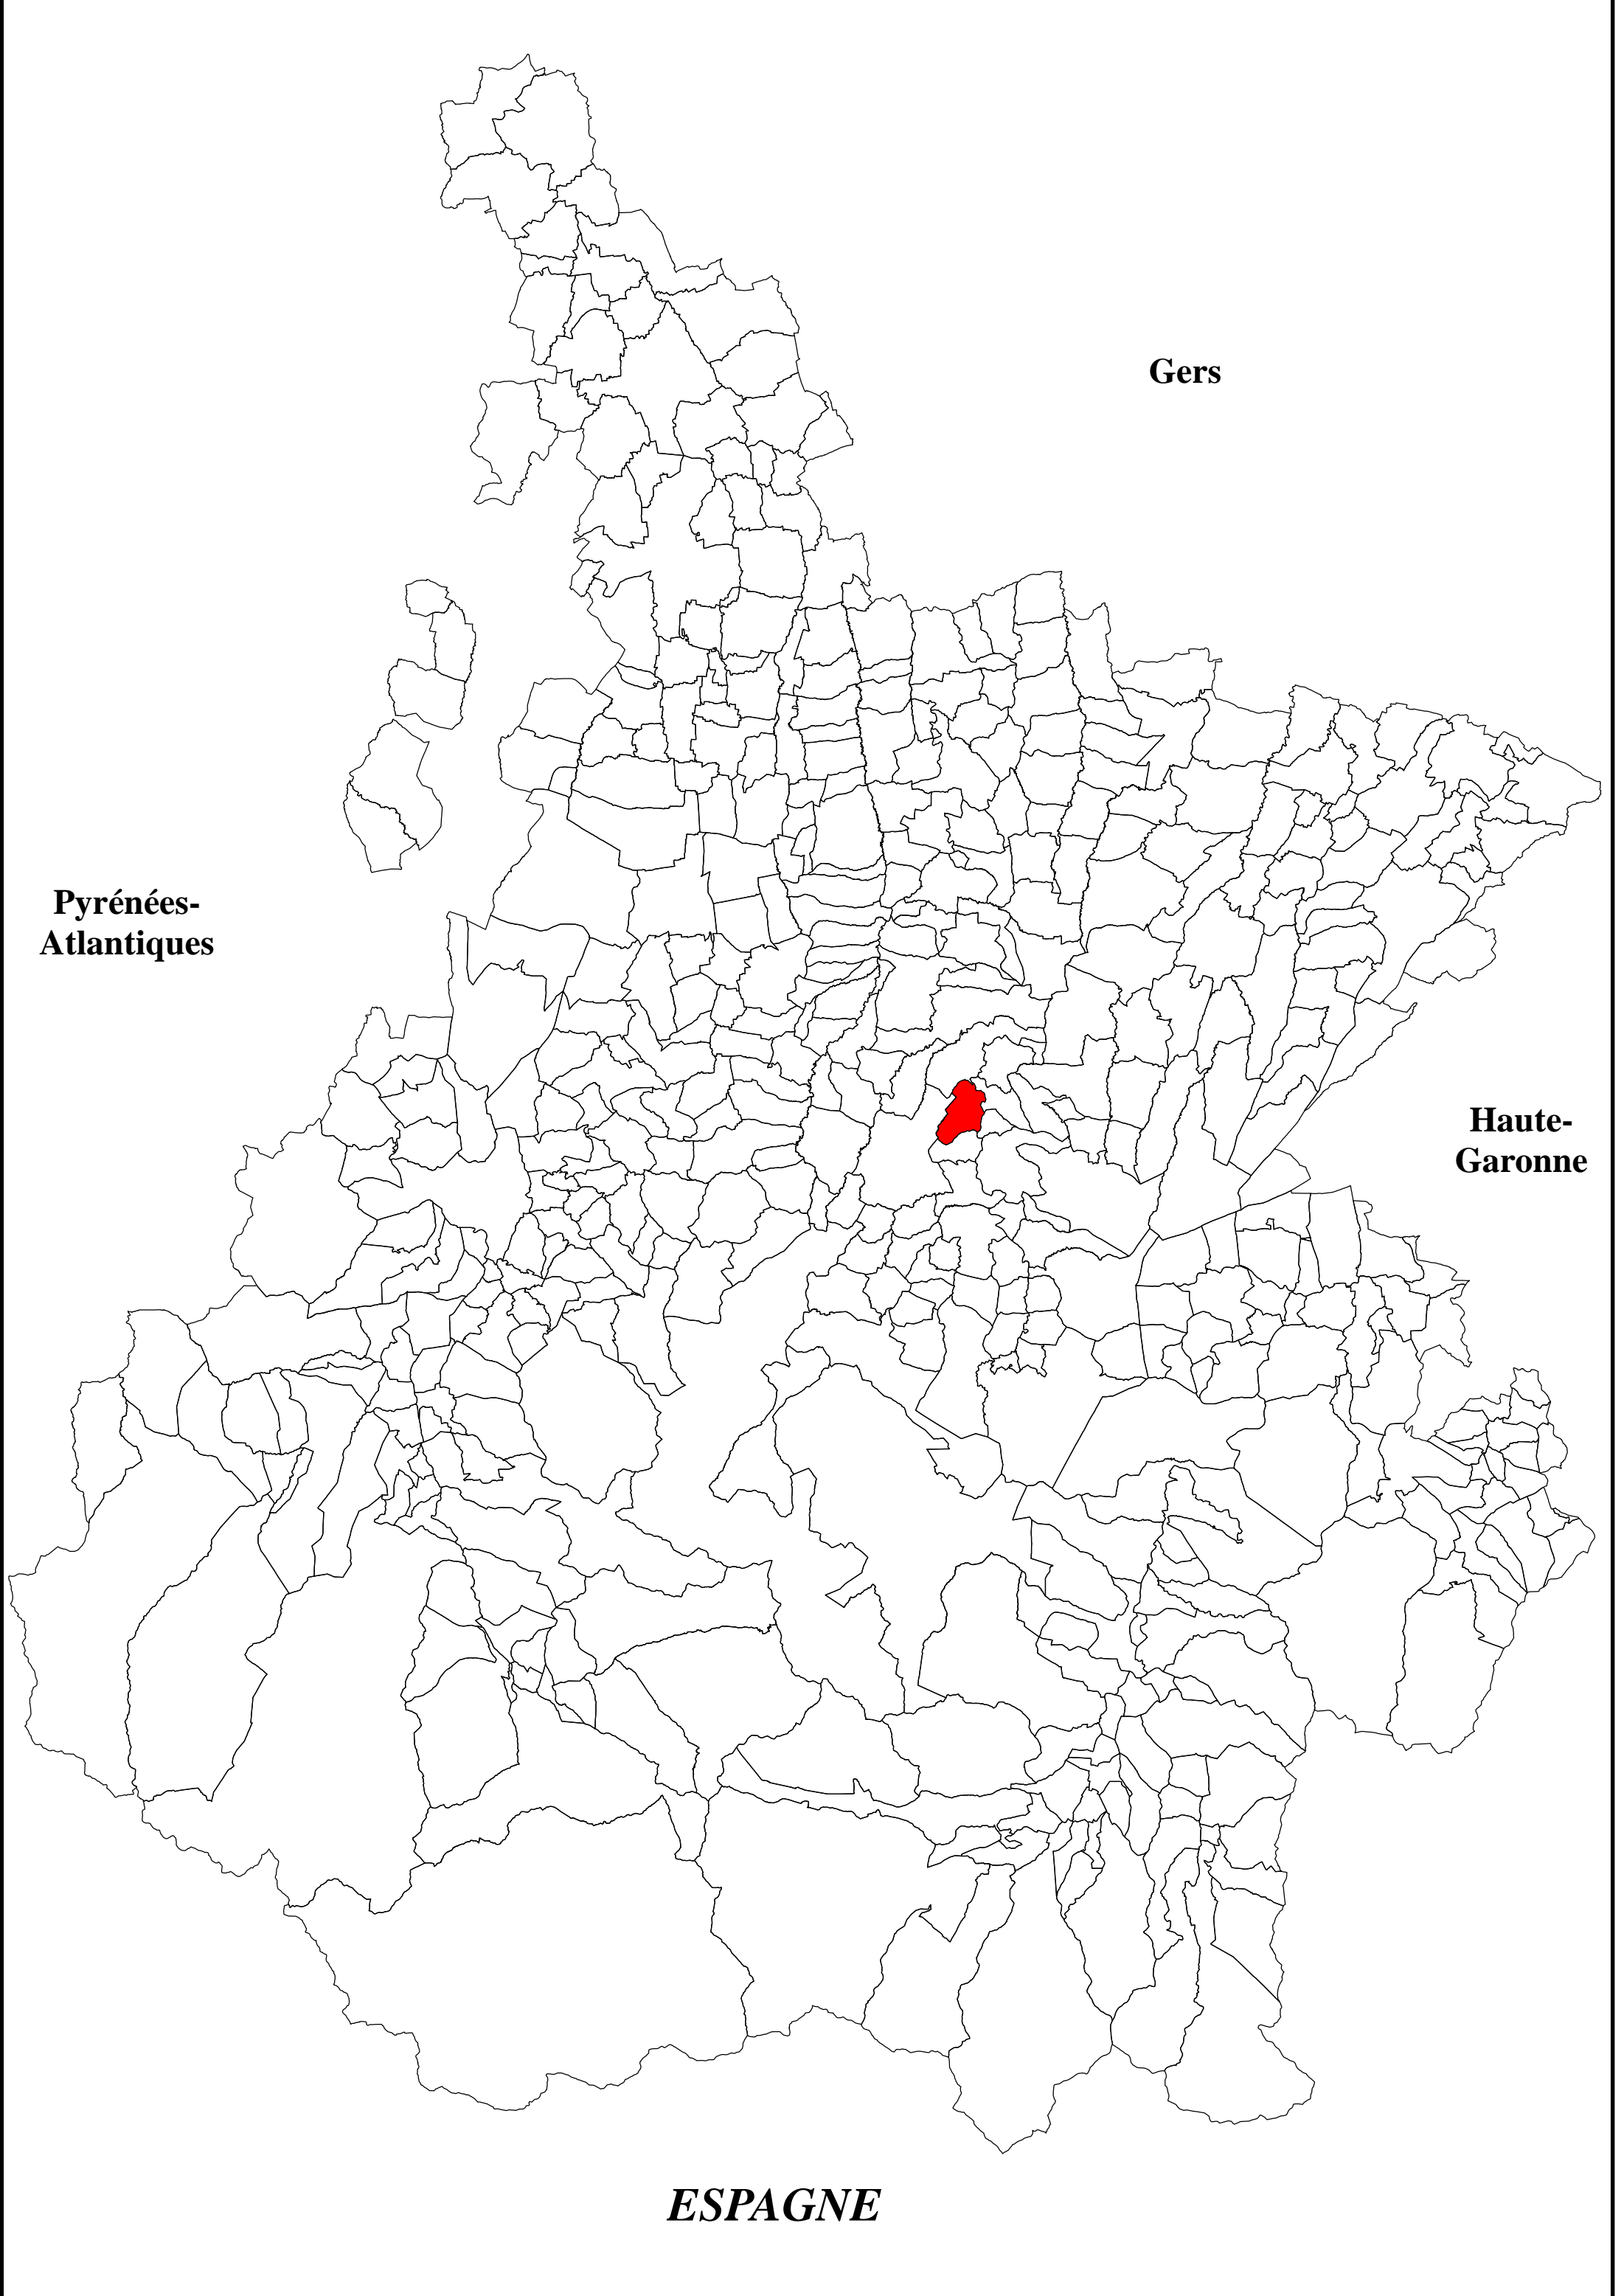 Gers
Pyrénées-
Atlantiques
Haute-
Garonne
ESPAGNE